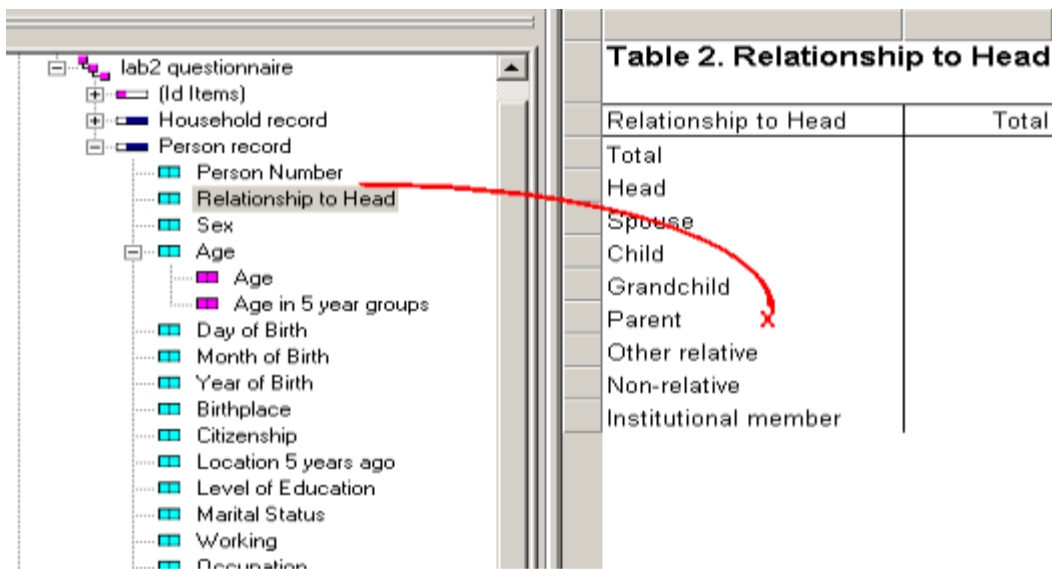 lab2 questionnaire
(Id Items)
Household record
Person record
Person Number
Relationship to Head
Sex
Age
Age
Age in 5 year groups
Day of Birth
Month of Birth
Year of Birth
Birthplace
Citizenship
Location 5 years ago
Level of Education
Marital Status
Working
Occupation
Table 2. Relationship to Head
Relationship to Head Total
Total
Head
Spouse
Child
Grandchild
Parent
Other relative
Non-relative
Institutional member